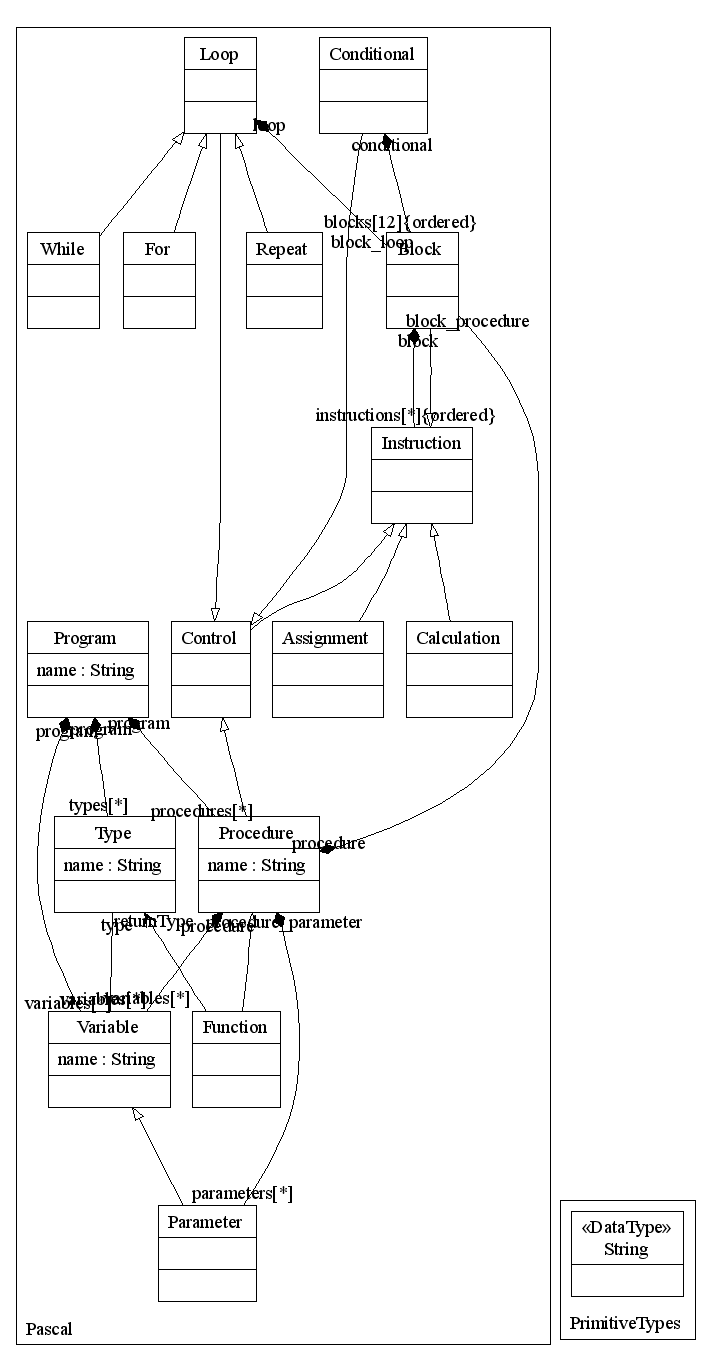 Loop
Conditional
loop
conditional
blocks[12]{ordered}
block_loop
While
For
Repeat
Block
block_procedure
block
instructions[*]{ordered}
Instruction
Program
name : String
Control
Assignment
Calculation
program
program
program
types[*]
procedures[*]
Type
name : String
Procedure
name : String
procedure
type
returnType
procedure
procedure_parameter
variables[*]
variables[*]
variables[*]
Variable
name : String
Function
parameters[*]
Parameter
Pascal
«DataType»
String
PrimitiveTypes